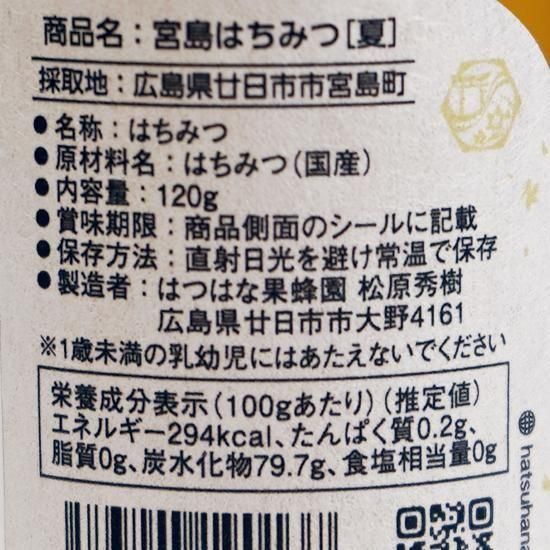 商品名：宮島はちみつ[夏]
採取地：広島県廿日市市宮島町
●名称：はちみつ
●原材料名：はちみつ(国産)
●内容量：120g
●賞味期限：商品側面のシールに記載
●保存方法：直射日光を避け常温で保存
●製造者：はつはな果蜂園 松原秀樹
広島県廿日市市大野4161
※1歳未満の乳幼児にはあたえないでください
栄養成分表示(100gあたり)(推定値)
エネルギー294kcal、たんぱく質0.2g、
脂質0g、炭水化物79.7g、食塩相当量0g
hatsuhana